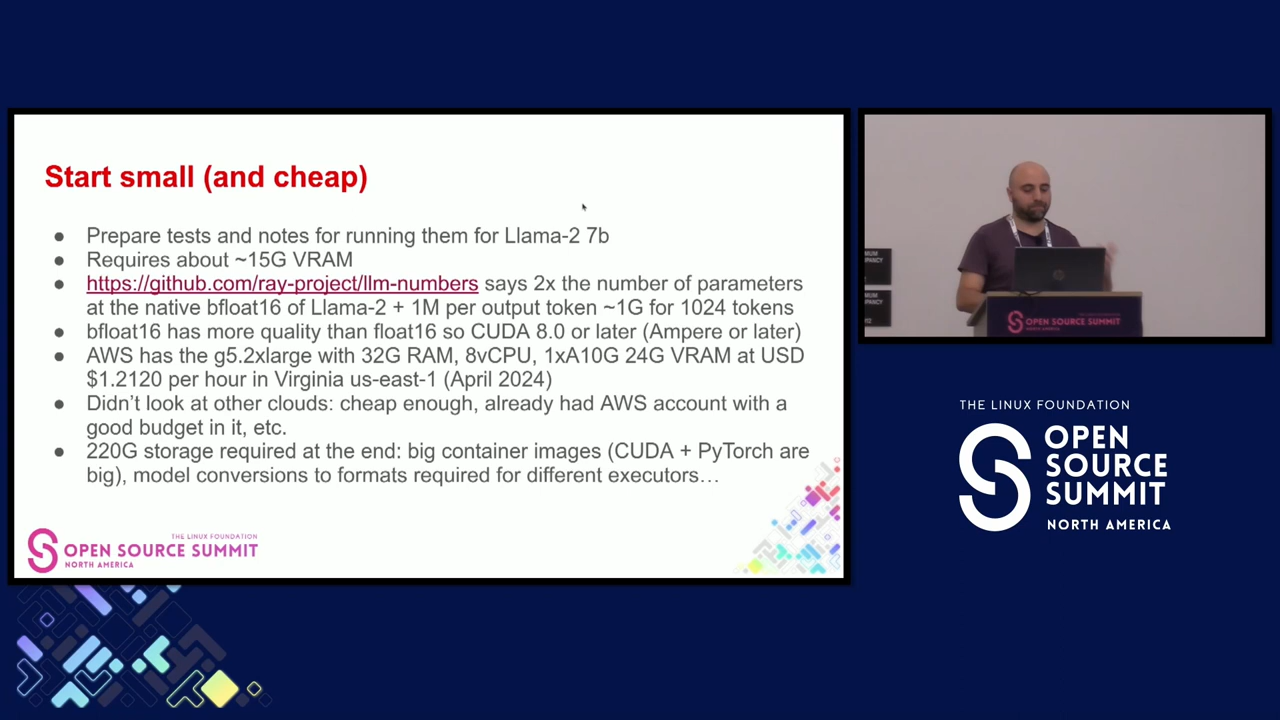 Start small (and cheap)
● Prepare tests and notes for running them for Llama-2 7b
● Requires about ~15G VRAM
● https://github.com/ray-project/llm-numbers says 2x the number of parameters
at the native bfloat16 of Llama-2 + 1M per output token ~1G for 1024 tokens
● bfloat16 has more quality then float16 so CUDA 8.0 or later (Ampere or later)
● AWS has the g5.2xlarge with 32G RAM, 8vCPU, 1xA10G 24G VRAM at USD
$1.2120 per hour in Virginia us-east-1 (April 2024)
● Didn’t look at other clouds: cheap enough, already had AWS account with a
good budget in it, etc.
● 220G storage required at the end: big container images (CUDA + PyTorch are
big), model conversions to formats required for different executors…
THE LINUX FOUNDATION
OPEN SOURCE SUMMIT
NORTH AMERICA
OPEN SOURCE SUMMIT
THE LINUX FOUNDATION
OPEN
SOURCE
SUMMIT
NORTH AMERICA